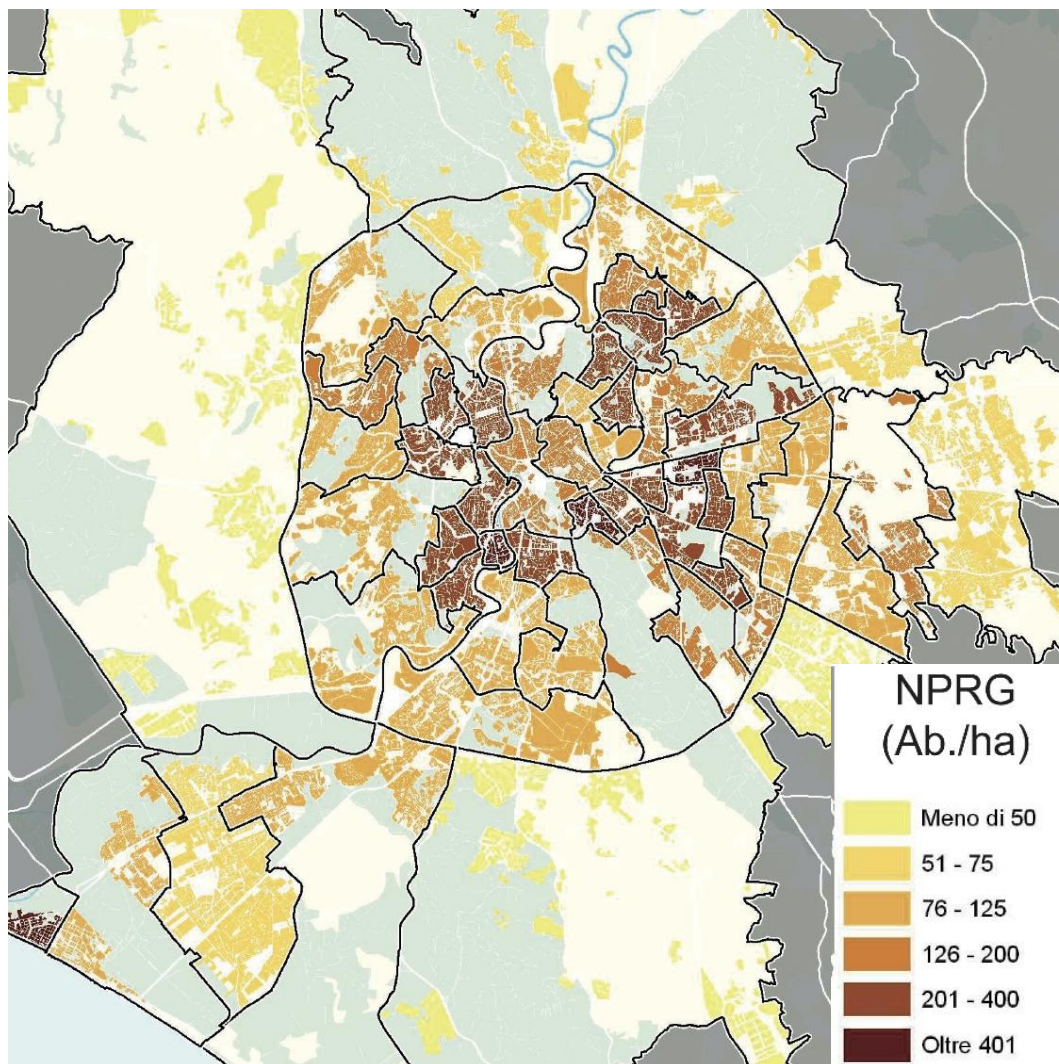 NPRG
(Ab./ha)
Meno di 50
51 - 75
76 - 125
126 - 200
201 - 400
Oltre 401